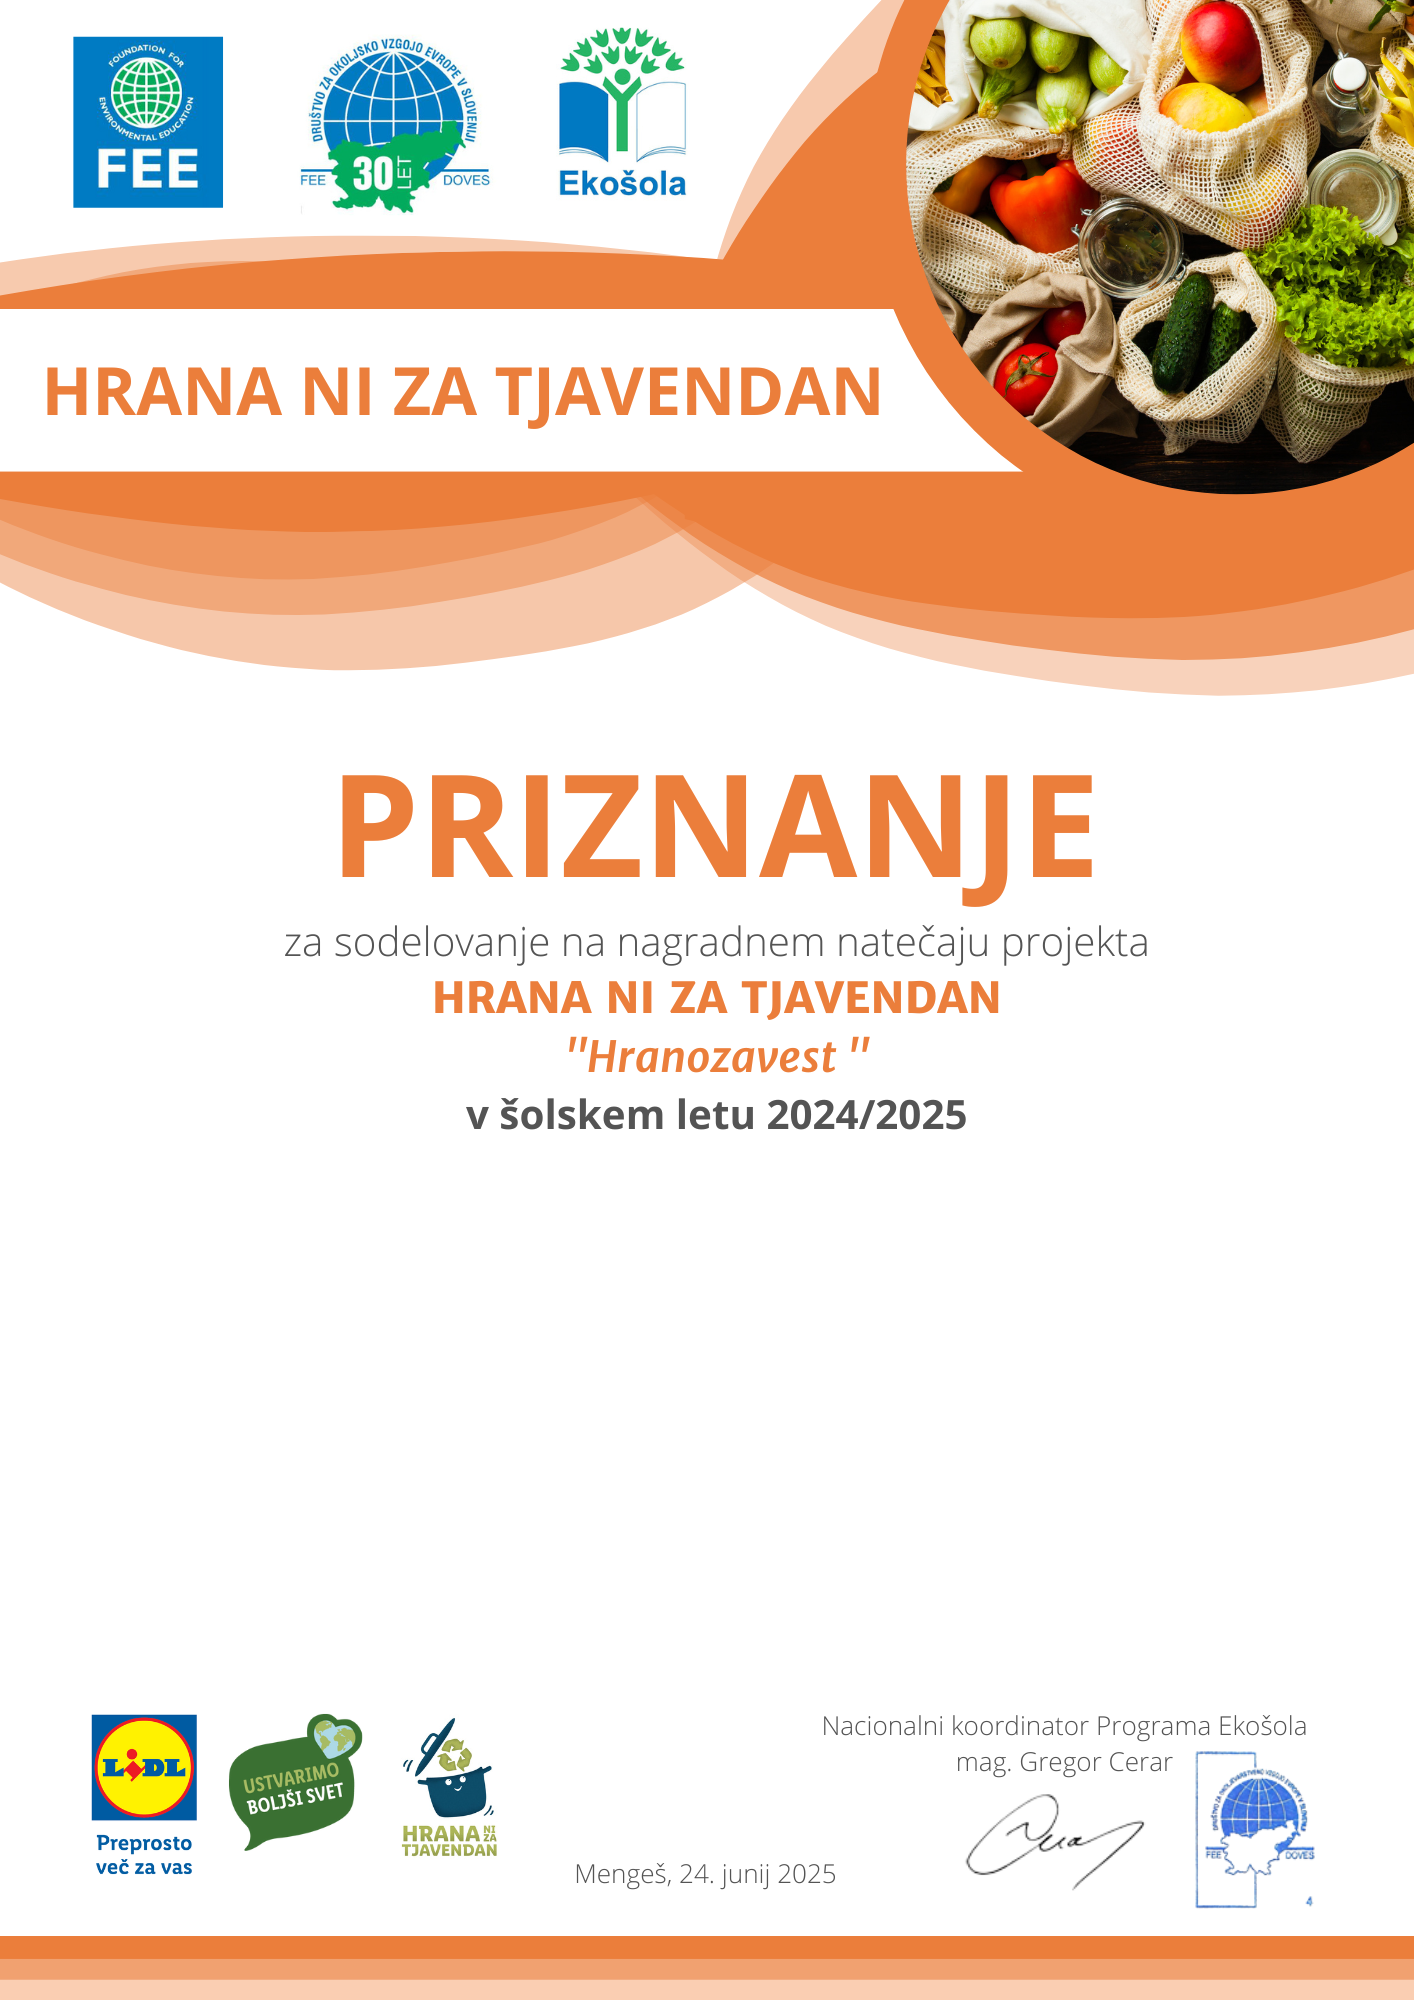 FOUNDATION FOR
ENVIRONMENTAL EDUCATION
FEE
DRUŠTVO ZA OKOLJSKO VZGOJO EVROPE V SLOVENIJI
FEE
30
LET
DOVES
Ekošola
HRANA NI ZA TJAVENDAN
PRIZNANJE
za sodelovanje na nagradnem natečaju projekta
HRANA NI ZA TJAVENDAN
"Hranozavest "
v šolskem letu 2024/2025
LIDL
Preprosto
več za vas
USTVARIMO
BOLJŠI SVET
HRANA NI ZA
TJAVENDAN
Mengeš, 24. junij 2025
Nacionalni koordinator Programa Ekošola
mag. Gregor Cerar
FEE
DOVES
4